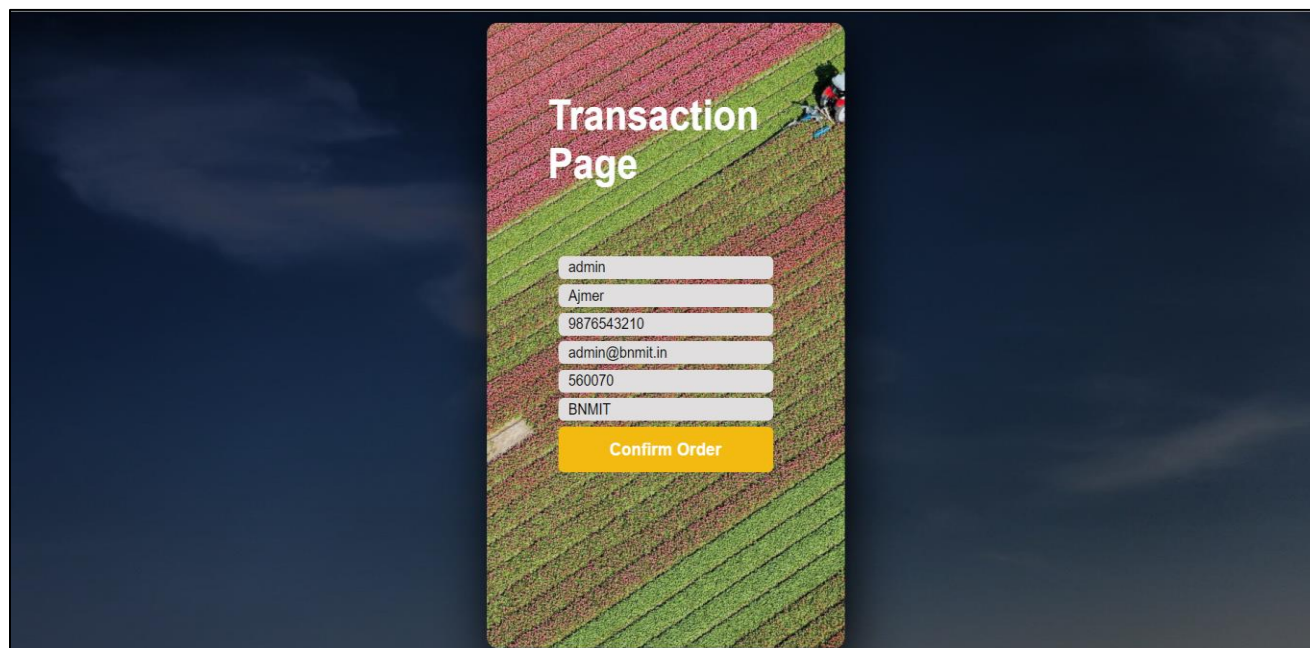 Transaction
Page
admin
Ajmer
9876543210
admin@bnmit.in
560070
BNMIT
Confirm Order